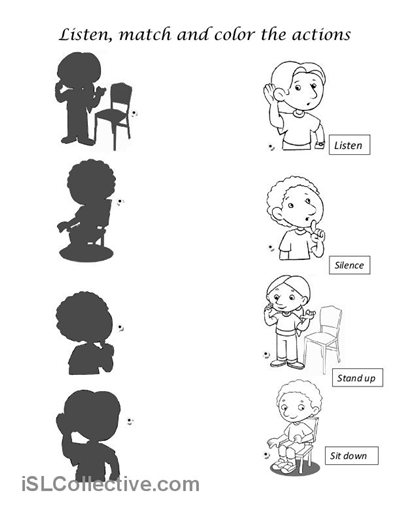 Listen, match and color the actions
Listen
Silence
Stand up
Sit down
iSLCollective.com